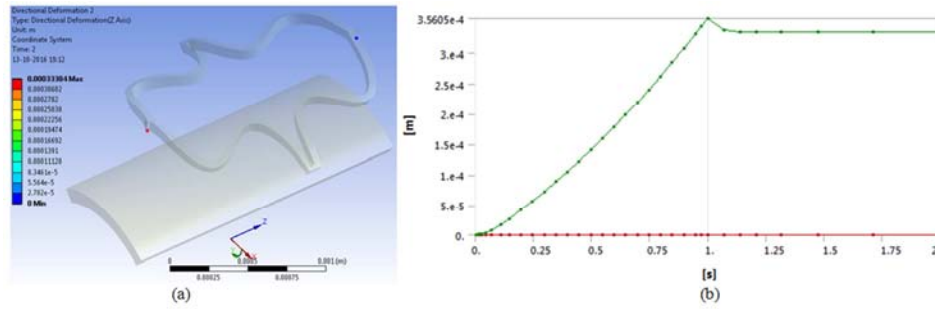 Directional Deformation 2
Type: Directional Deformation(Z Axis)
Unit: m
Coordinate System
Time: 2
13-10-2016 19:12
0.00033384 Max
0.00030602
0.0002782
0.00025038
0.00022256
0.00019474
0.00016692
0.0001391
0.00011128
8.3461e-5
5.564e-5
2.782e-5
0 Min
Z
Y
X
0
0.0005
0.001 (m)
0.00025
0.00075
(a)
3.5605e-4
3.e-4
2.5e-4
2.e-4
1.5e-4
1.e-4
5.e-5
0.
[m]
0.
0.25
0.5
0.75
1.
1.25
1.5
1.75
2.
[s]
(b)